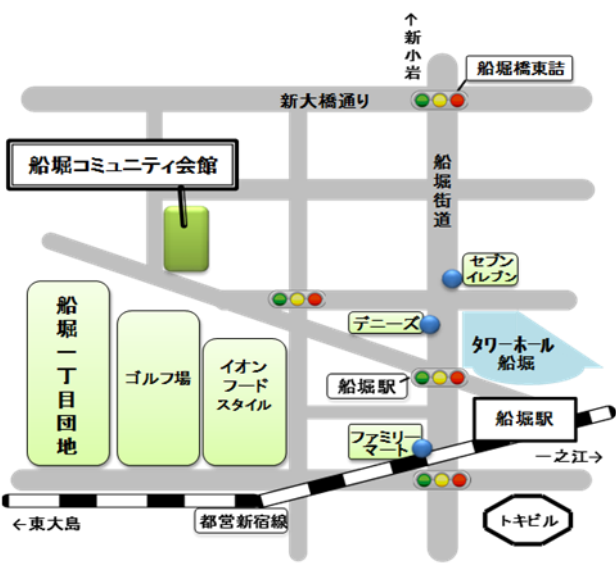 ↑新小岩
船堀橋東詰
新大橋通り
船堀コミュニティ会館
船堀街道
セブン
イレブン
デニーズ
タワーホール
船堀
船堀一丁目団地
ゴルフ場
イオン
フード
スタイル
船堀駅
船堀駅
ファミリー
マート
一之江→
←東大島
都営新宿線
トキビル